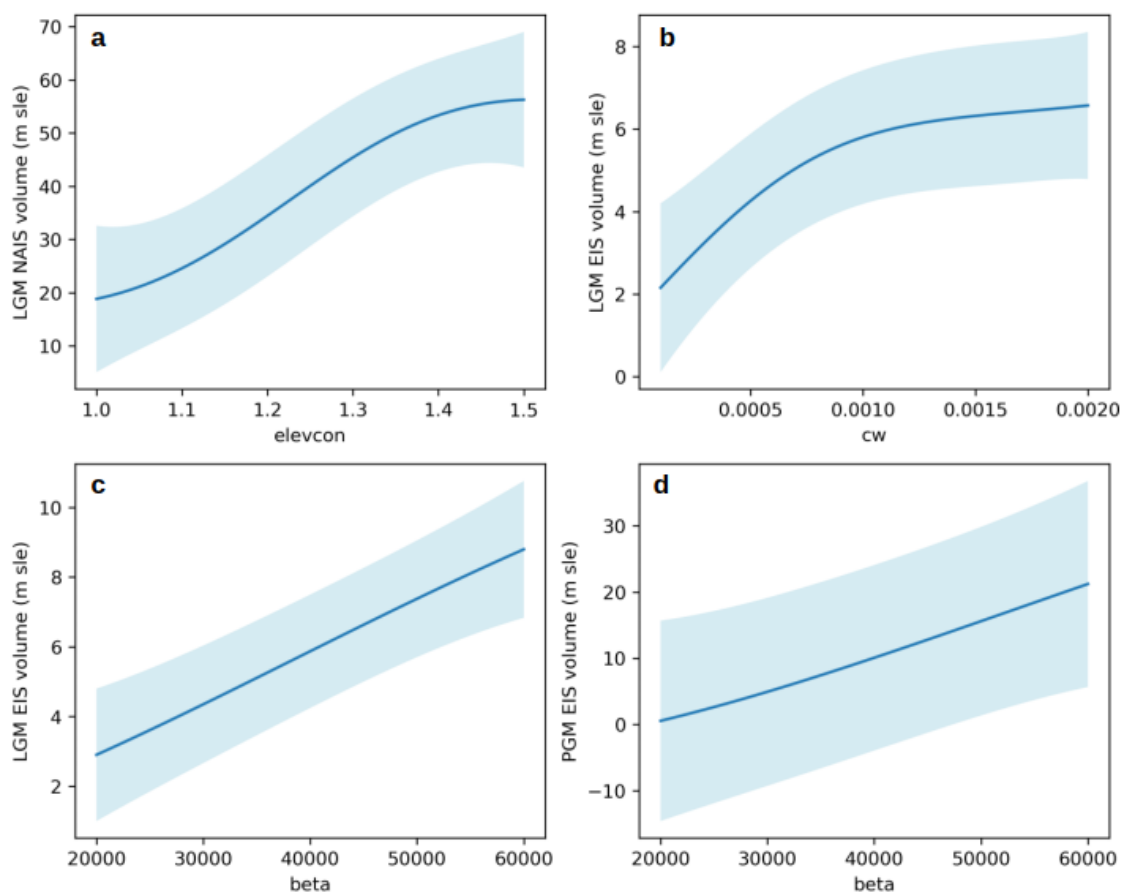 a
LGM NAIS volume (m sle)
70
60
50
40
30
20
10
1.0 1.1 1.2 1.3 1.4 1.5
elevcon
b
LGM EIS volume (m sle)
8
6
4
2
0
0.0005 0.0010 0.0015 0.0020
cw
c
LGM EIS volume (m sle)
10
8
6
4
2
20000 30000 40000 50000 60000
beta
d
PGM EIS volume (m sle)
30
20
10
0
−10
20000 30000 40000 50000 60000
beta